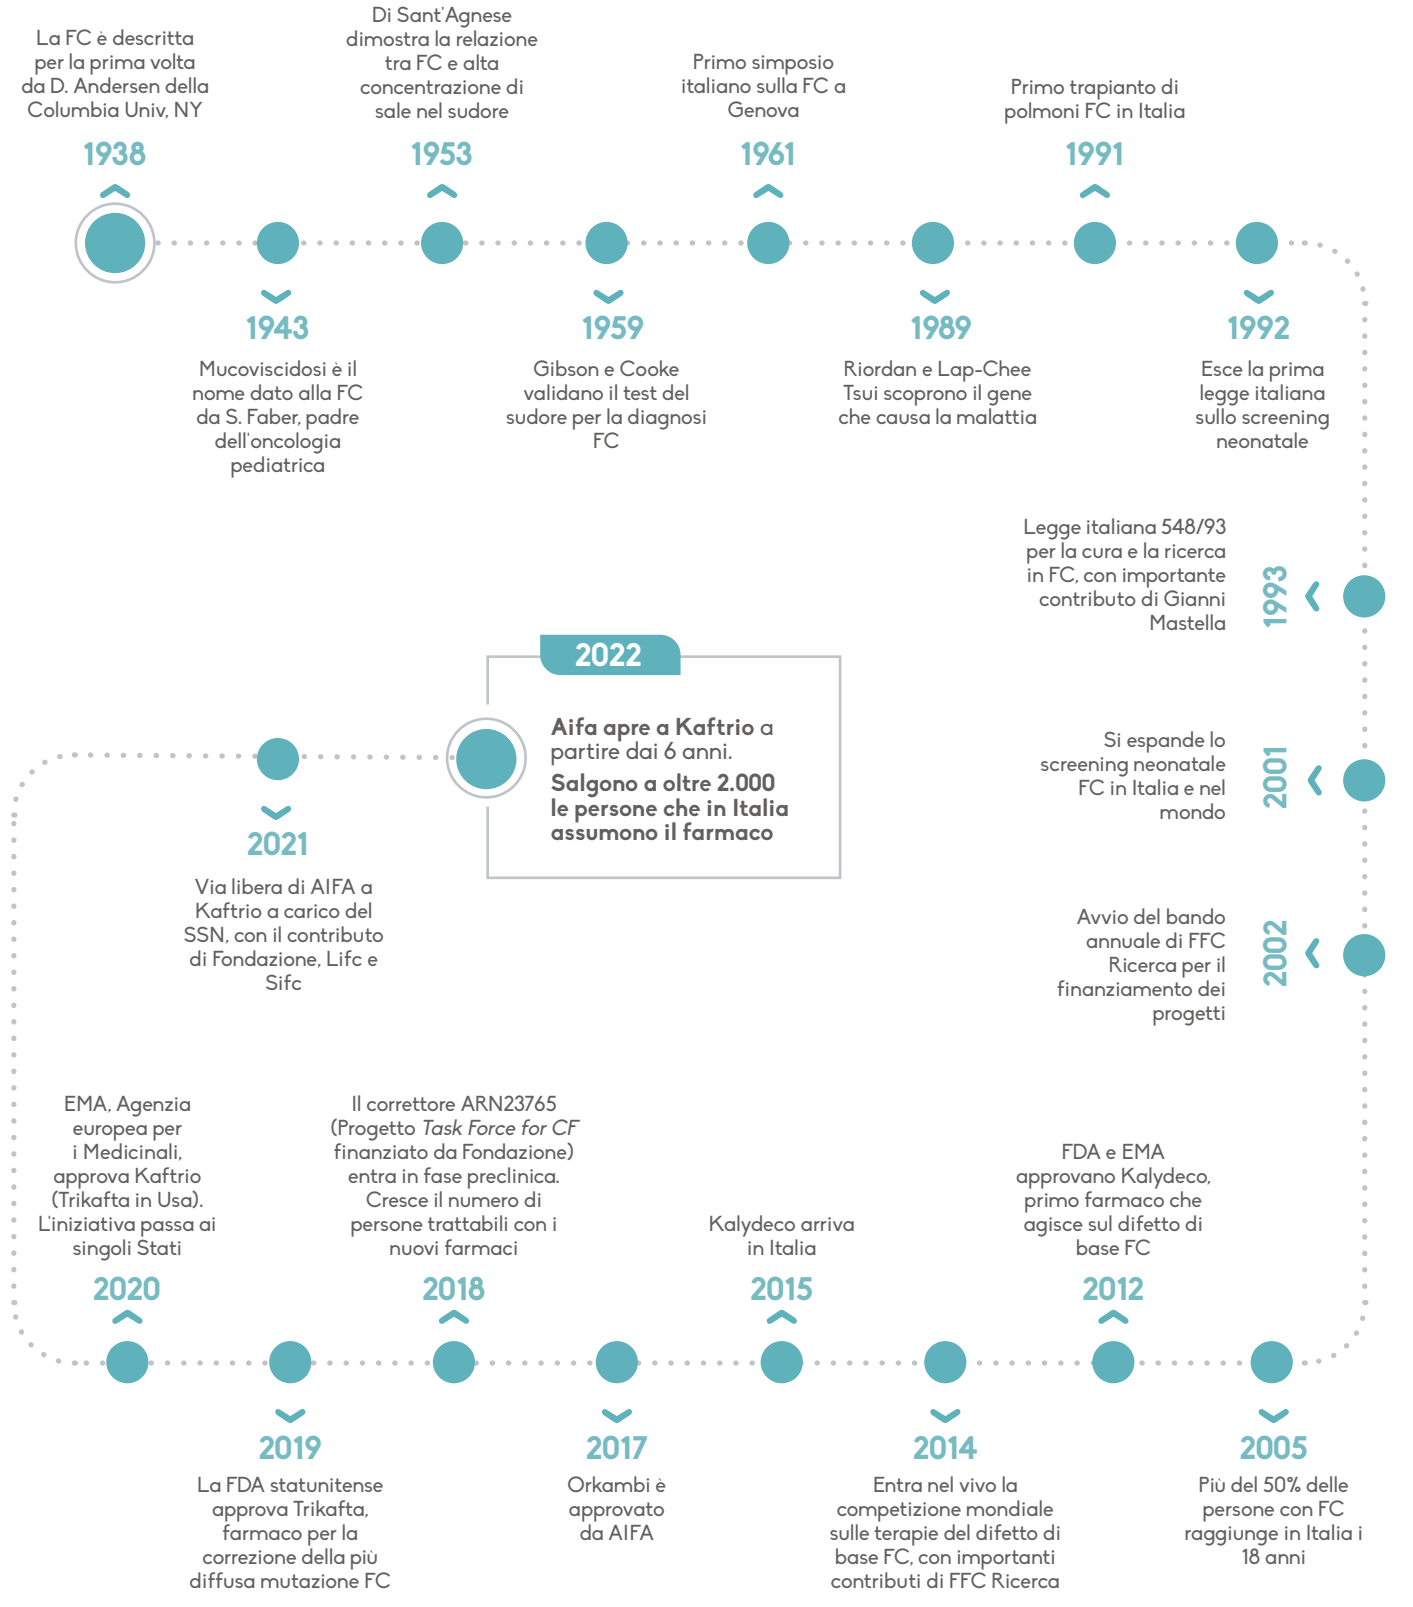 La FC è descritta
per la prima volta
da D. Andersen della
Columbia Univ, NY
1938
Mucoviscidosi è il
nome dato alla FC
da S. Faber, padre
dell'oncologia
pediatrica
1943
Di Sant'Agnese
dimostra la relazione
tra FC e alta
concentrazione di
sale nel sudore
1953
1959
Gibson e Cooke
validano il test del
sudore per la diagnosi
FC
Primo simposio
italiano sulla FC a
Genova
1961
1989
Riordan e Lap-Chee
Tsui scoprono il gene
che causa la malattia
Primo trapianto di
polmoni FC in Italia
1991
1992
Esce la prima
legge italiana
sullo screening
neonatale
Legge italiana 548/93
per la cura e la ricerca
in FC, con importante
contributo di Gianni
Mastella
1993
Si espande lo
screening neonatale
FC in Italia e nel
mondo
2001
Avvio del bando
annuale di FFC
Ricerca per il
finanziamento dei
progetti
2002
2005
Più del 50% delle
persone con FC
raggiunge in Italia i
18 anni
FDA e EMA
approvano Kalydeco,
primo farmaco che
agisce sul difetto di
base FC
2012
2014
Entra nel vivo la
competizione mondiale
sulle terapie del difetto di
base FC, con importanti
contributi di FFC Ricerca
Kalydeco arriva
in Italia
2015
2017
Orkambi è
approvato
da AIFA
Il correttore ARN23765
(Progetto Task Force for CF
finanziato da Fondazione)
entra in fase preclinica.
Cresce il numero di
persone trattabili con i
nuovi farmaci
2018
2019
La FDA statunitense
approva Trikafta,
farmaco per la
correzione della più
diffusa mutazione FC
EMA, Agenzia
europea per
i Medicinali,
approva Kaftrio
(Trikafta in Usa).
L'iniziativa passa ai
singoli Stati
2020
2021
Via libera di AIFA a
Kaftrio a carico del
SSN, con il contributo
di Fondazione, Lifc e
Sifc
2022
Aifa apre a Kaftrio a
partire dai 6 anni.
Salgono a oltre 2.000
le persone che in Italia
assumono il farmaco